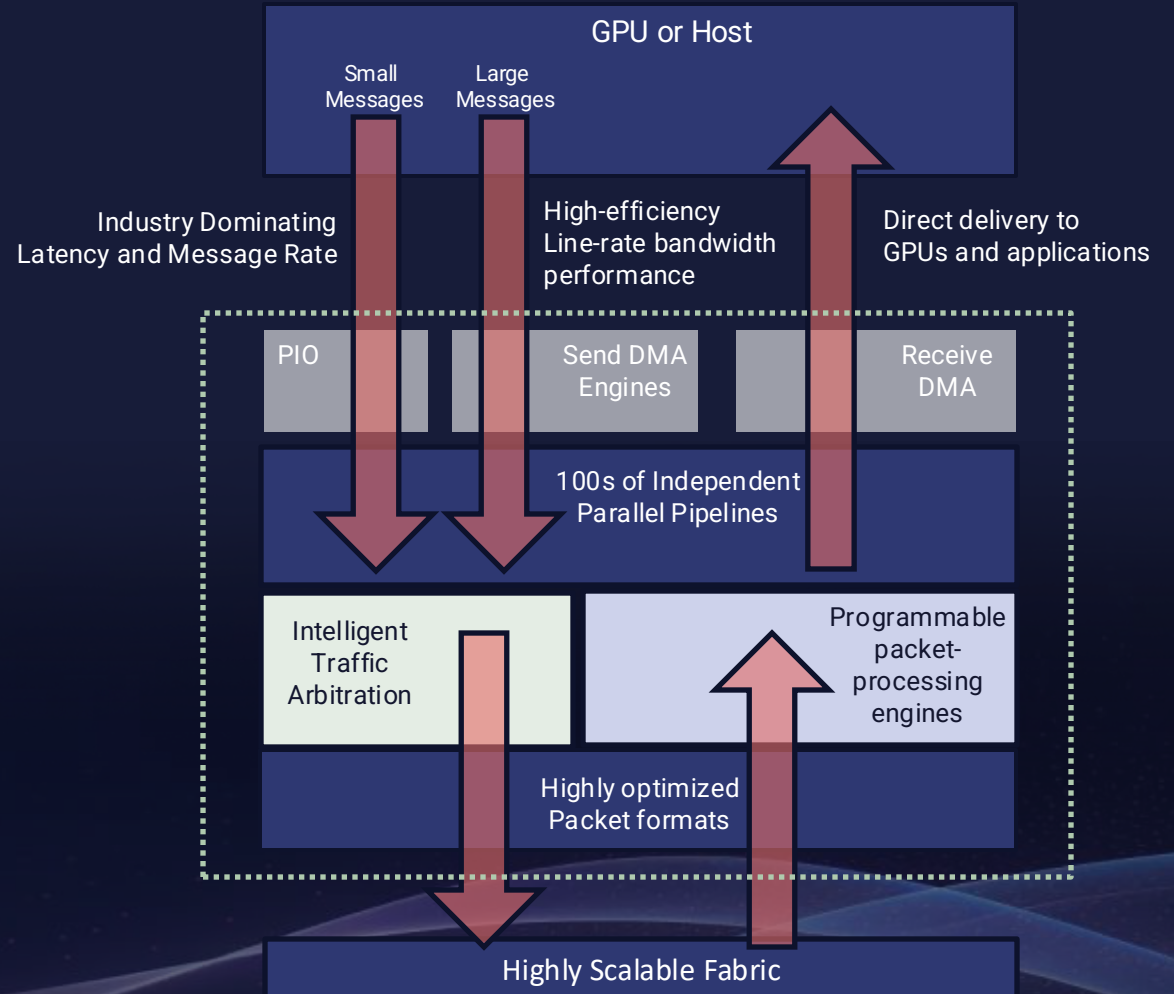 GPU or Host
Small
Messages
Large
Messages
Industry Dominating
Latency and Message Rate
High-efficiency
Line-rate bandwidth
performance
Direct delivery to
GPUs and applications
PIO
Send DMA
Engines
Receive
DMA
100s of Independent
Parallel Pipelines
Intelligent
Traffic
Arbitration
Programmable
packet-
processing
engines
Highly optimized
Packet formats
Highly Scalable Fabric